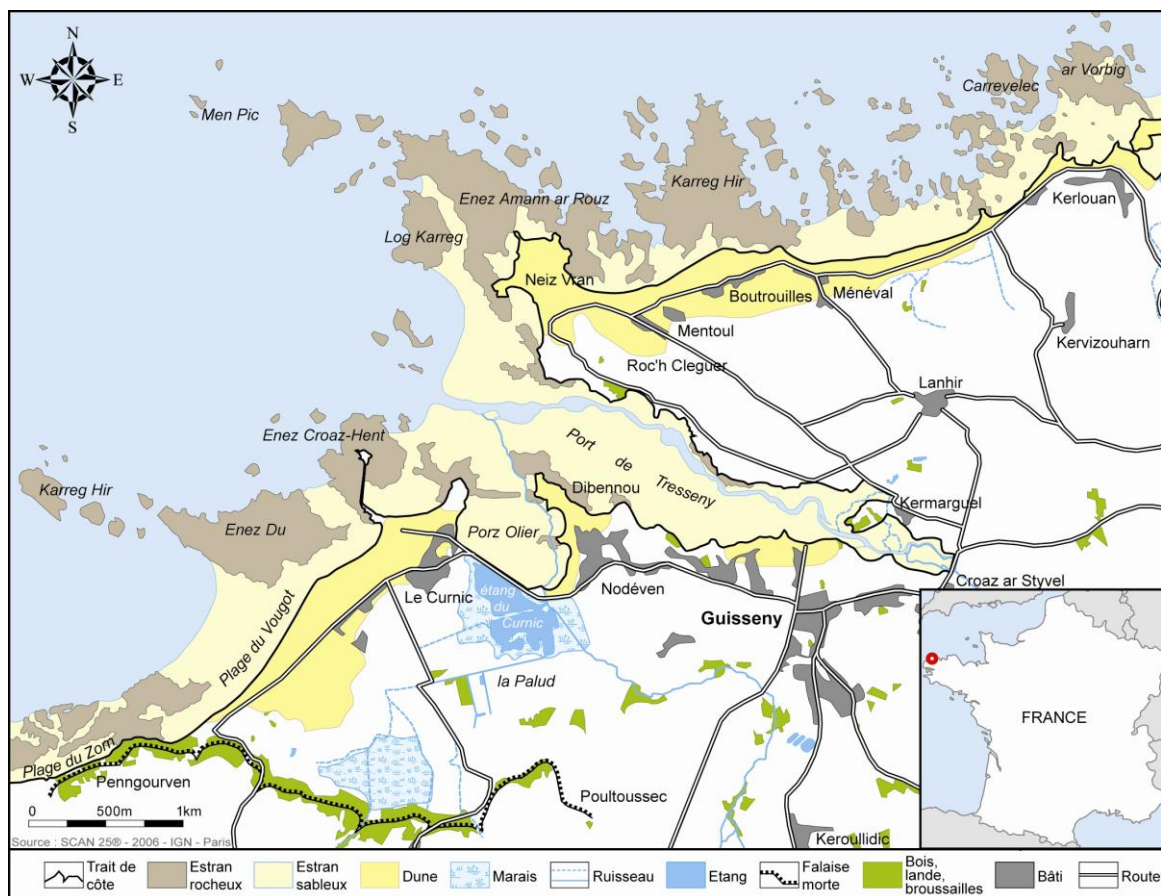 N
W
E
S
Men Pic
Carrevelec
ar Vorbig
Karreg Hir
Enez Amann ar Rouz
Log Karreg
Kerlouan
Neiz Vran
Boutrouilles
Ménéval
Mentoul
Kervizouharn
Roc'h Cleguer
Lanhir
Enez Croaz-Hent
Port
de
Tresseny
Karreg Hir
Dibennou
Kermarguel
Enez Du
Porz Olier
Croaz ar Styvel
Le Curnic
étang
du
Curnic
Nodéven
Guisseny
Plage du Vougot
la Palud
FRANCE
Plage du Zorn
Penngourven
Poultoussec
0 500m 1km
Keroullidic
Source : SCAN 25® - 2006 - IGN - Paris
Trait de
côte
Estran
rocheux
Estran
sableux
Dune
Marais
Ruisseau
Etang
Falaise
morte
Bois,
lande,
broussailles
Bâti
Route